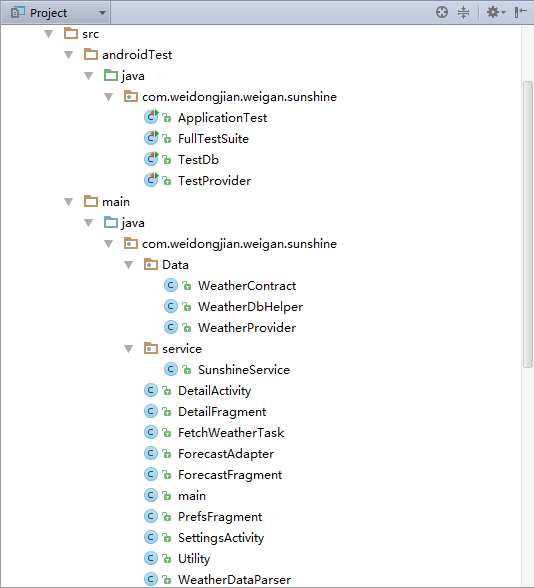 Project
src
androidTest
java
com.weidongjian.weigan.sunshine
ApplicationTest
FullTestSuite
TestDb
TestProvider
main
java
com.weidongjian.weigan.sunshine
Data
WeatherContract
WeatherDbHelper
WeatherProvider
service
SunshineService
DetailActivity
DetailFragment
FetchWeatherTask
ForecastAdapter
ForecastFragment
main
PrefsFragment
SettingsActivity
Utility
WeatherDataParser